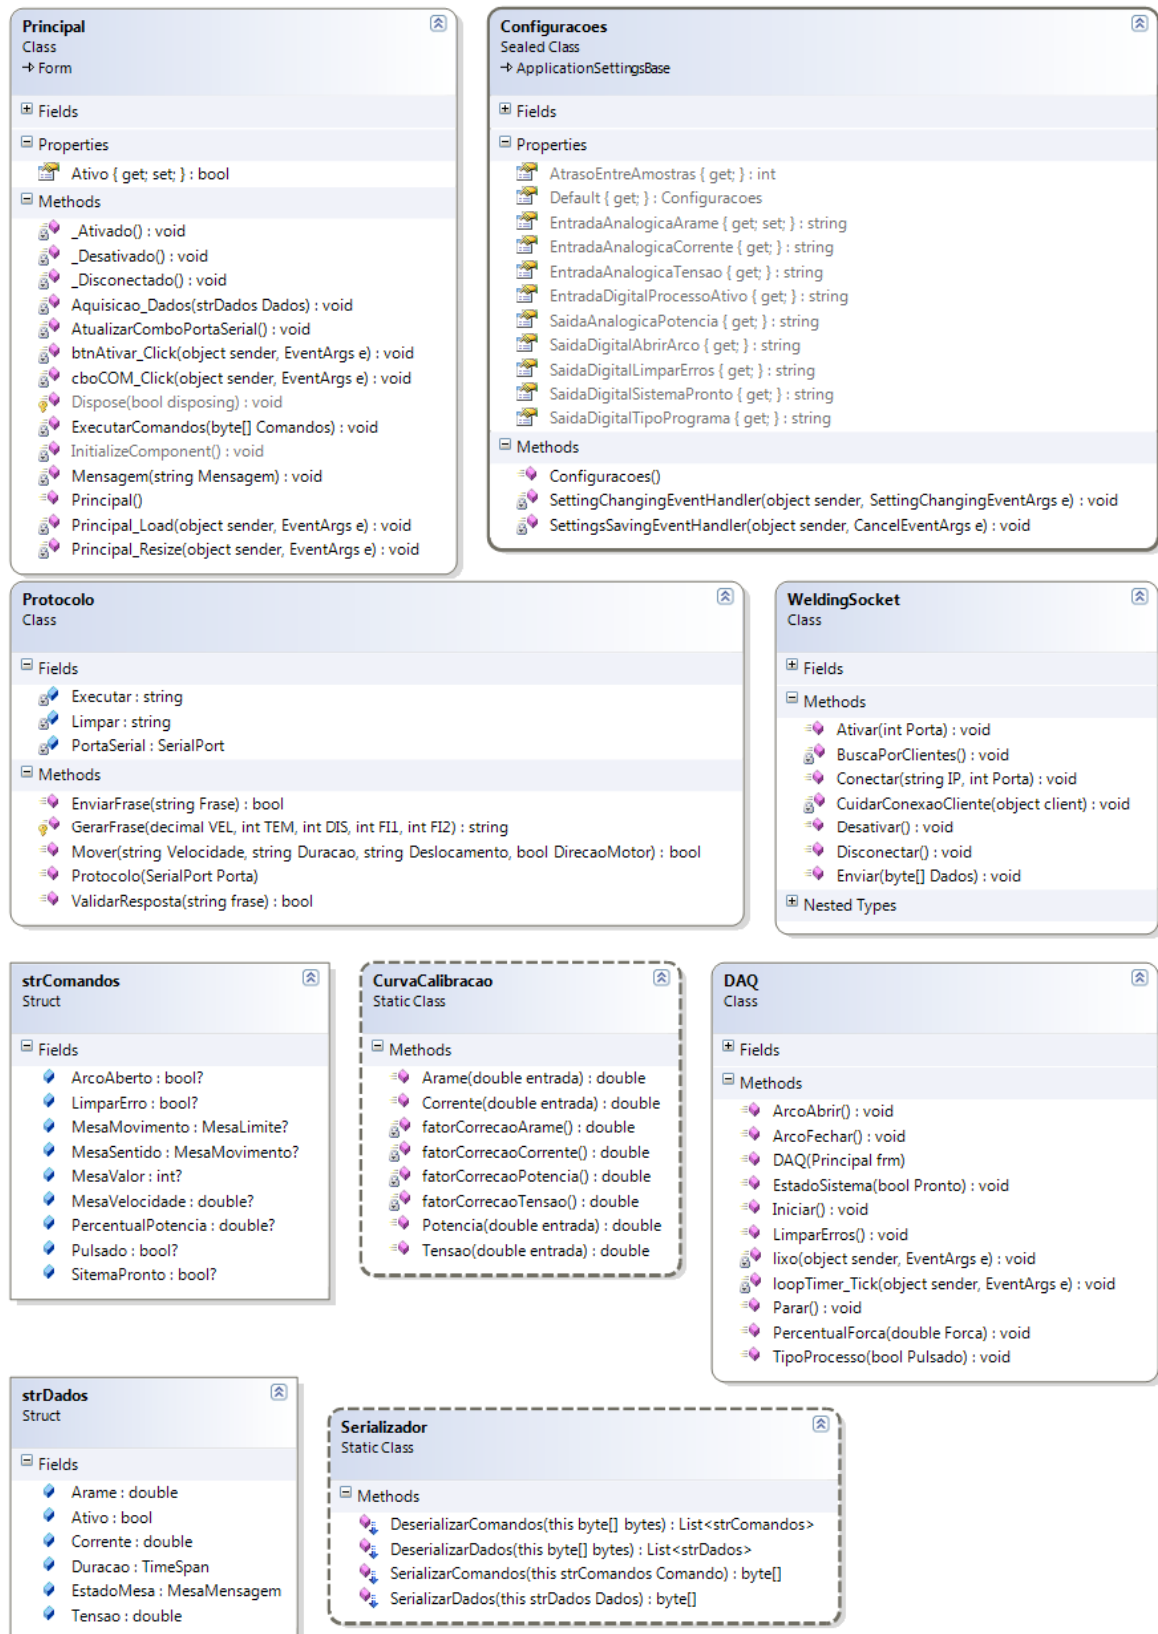 Principal
Class
Form
Fields
Properties
Ativo { get; set; } : bool
Methods
_Ativado() : void
_Desativado() : void
_Disconectado() : void
Aquisicao_Dados(strDados Dados) : void
AtualizarComboPortaSerial() : void
btnAtivar_Click(object sender, EventArgs e) : void
cboCOM_Click(object sender, EventArgs e) : void
Dispose(bool disposing) : void
ExecutarComandos(byte[] Comandos) : void
InitializeComponent() : void
Mensagem(string Mensagem) : void
Principal()
Principal_Load(object sender, EventArgs e) : void
Principal_Resize(object sender, EventArgs e) : void
Configuracoes
Sealed Class
ApplicationSettingsBase
Fields
Properties
AtrasoEntreAmostras { get; } : int
Default { get; } : Configuracoes
EntradaAnalogicaArame { get; set; } : string
EntradaAnalogicaCorrente { get; } : string
EntradaAnalogicaTensao { get; } : string
EntradaDigitalProcessoAtivo { get; } : string
SaidaAnalogicaPotencia { get; } : string
SaidaDigitalAbrirArco { get; } : string
SaidaDigitalLimparErros { get; } : string
SaidaDigitalSistemaPronto { get; } : string
SaidaDigitalTipoPrograma { get; } : string
Methods
Configuracoes()
SettingChangingEventHandler(object sender, SettingChangingEventArgs e) : void
SettingsSavingEventHandler(object sender, CancelEventArgs e) : void
Protocolo
Class
Fields
Executar : string
Limpar : string
PortaSerial : SerialPort
Methods
EnviarFrase(string Frase) : bool
GerarFrase(decimal VEL, int TEM, int DIS, int FI1, int FI2) : string
Mover(string Velocidade, string Duracao, string Deslocamento, bool DirecaoMotor) : bool
Protocolo(SerialPort Porta)
ValidarResposta(string frase) : bool
WeldingSocket
Class
Fields
Methods
Ativar(int Porta) : void
BuscaPorClientes() : void
Conectar(string IP, int Porta) : void
CuidarConexaoCliente(object client) : void
Desativar() : void
Disconectar() : void
Enviar(byte[] Dados) : void
Nested Types
strComandos
Struct
Fields
ArcoAberto : bool?
LimparErro : bool?
MesaMovimento : MesaLimite?
MesaSentido : MesaMovimento?
MesaValor : int?
MesaVelocidade : double?
PercentualPotencia : double?
Pulsado : bool?
SitemaPronto : bool?
CurvaCalibracao
Static Class
Methods
Arame(double entrada) : double
Corrente(double entrada) : double
fatorCorrecaoArame() : double
fatorCorrecaoCorrente() : double
fatorCorrecaoPotencia() : double
fatorCorrecaoTensao() : double
Potencia(double entrada) : double
Tensao(double entrada) : double
DAQ
Class
Fields
Methods
ArcoAbrir() : void
ArcoFechar() : void
DAQ(Principal frm)
EstadoSistema(bool Pronto) : void
Iniciar() : void
LimparErros() : void
lixo(object sender, EventArgs e) : void
loopTimer_Tick(object sender, EventArgs e) : void
Parar() : void
PercentualForca(double Forca) : void
TipoProcesso(bool Pulsado) : void
strDados
Struct
Fields
Arame : double
Ativo : bool
Corrente : double
Duracao : TimeSpan
EstadoMesa : MesaMensagem
Tensao : double
Serializador
Static Class
Methods
DeserializarComandos(this byte[] bytes) : List<strComandos>
DeserializarDados(this byte[] bytes) : List<strDados>
SerializarComandos(this strComandos Comando) : byte[]
SerializarDados(this strDados Dados) : byte[]